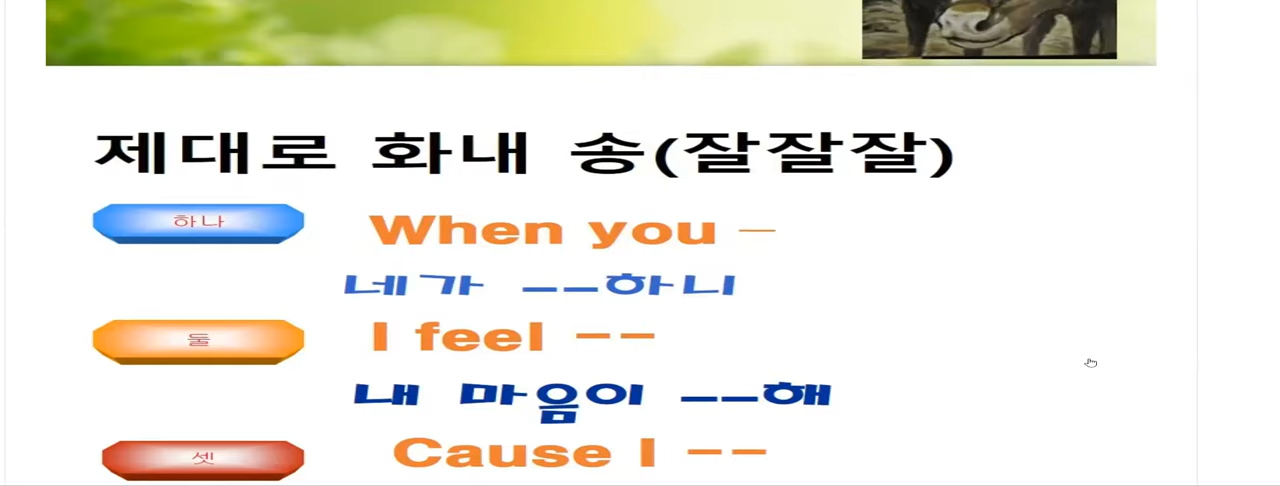 제대로 화내 송(잘잘잘)
하나
When you –
네가 --하니
둘
I feel --
내 마음이 --해
셋
Cause I --